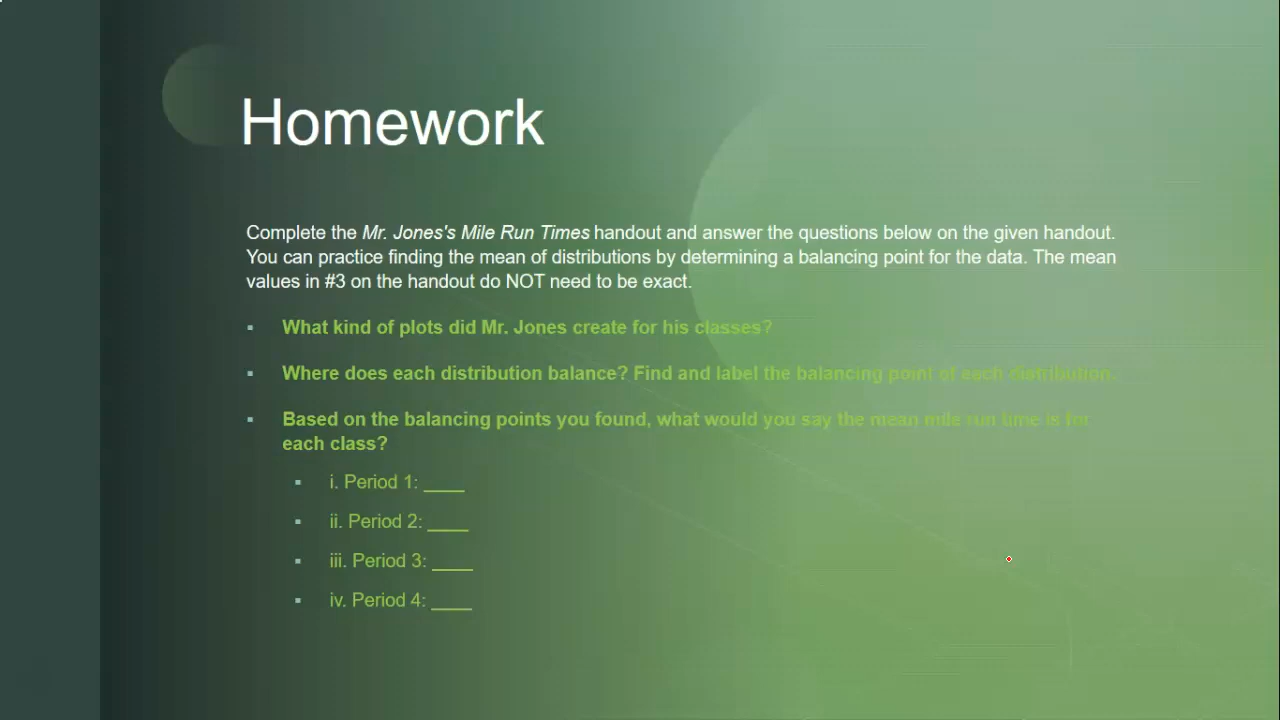 Homework
Complete the Mr. Jones's Mile Run Times handout and answer the questions below on the given handout.
You can practice finding the mean of distributions by determining a balancing point for the data. The mean
values in #3 on the handout do NOT need to be exact.
▪ What kind of plots did Mr. Jones create for his classes?
▪ Where does each distribution balance? Find and label the balancing point of each distribution.
▪ Based on the balancing points you found, what would you say the mean mile run time is for
each class?
▪ i. Period 1: ____
▪ ii. Period 2: ____
▪ iii. Period 3: ____
▪ iv. Period 4: ____